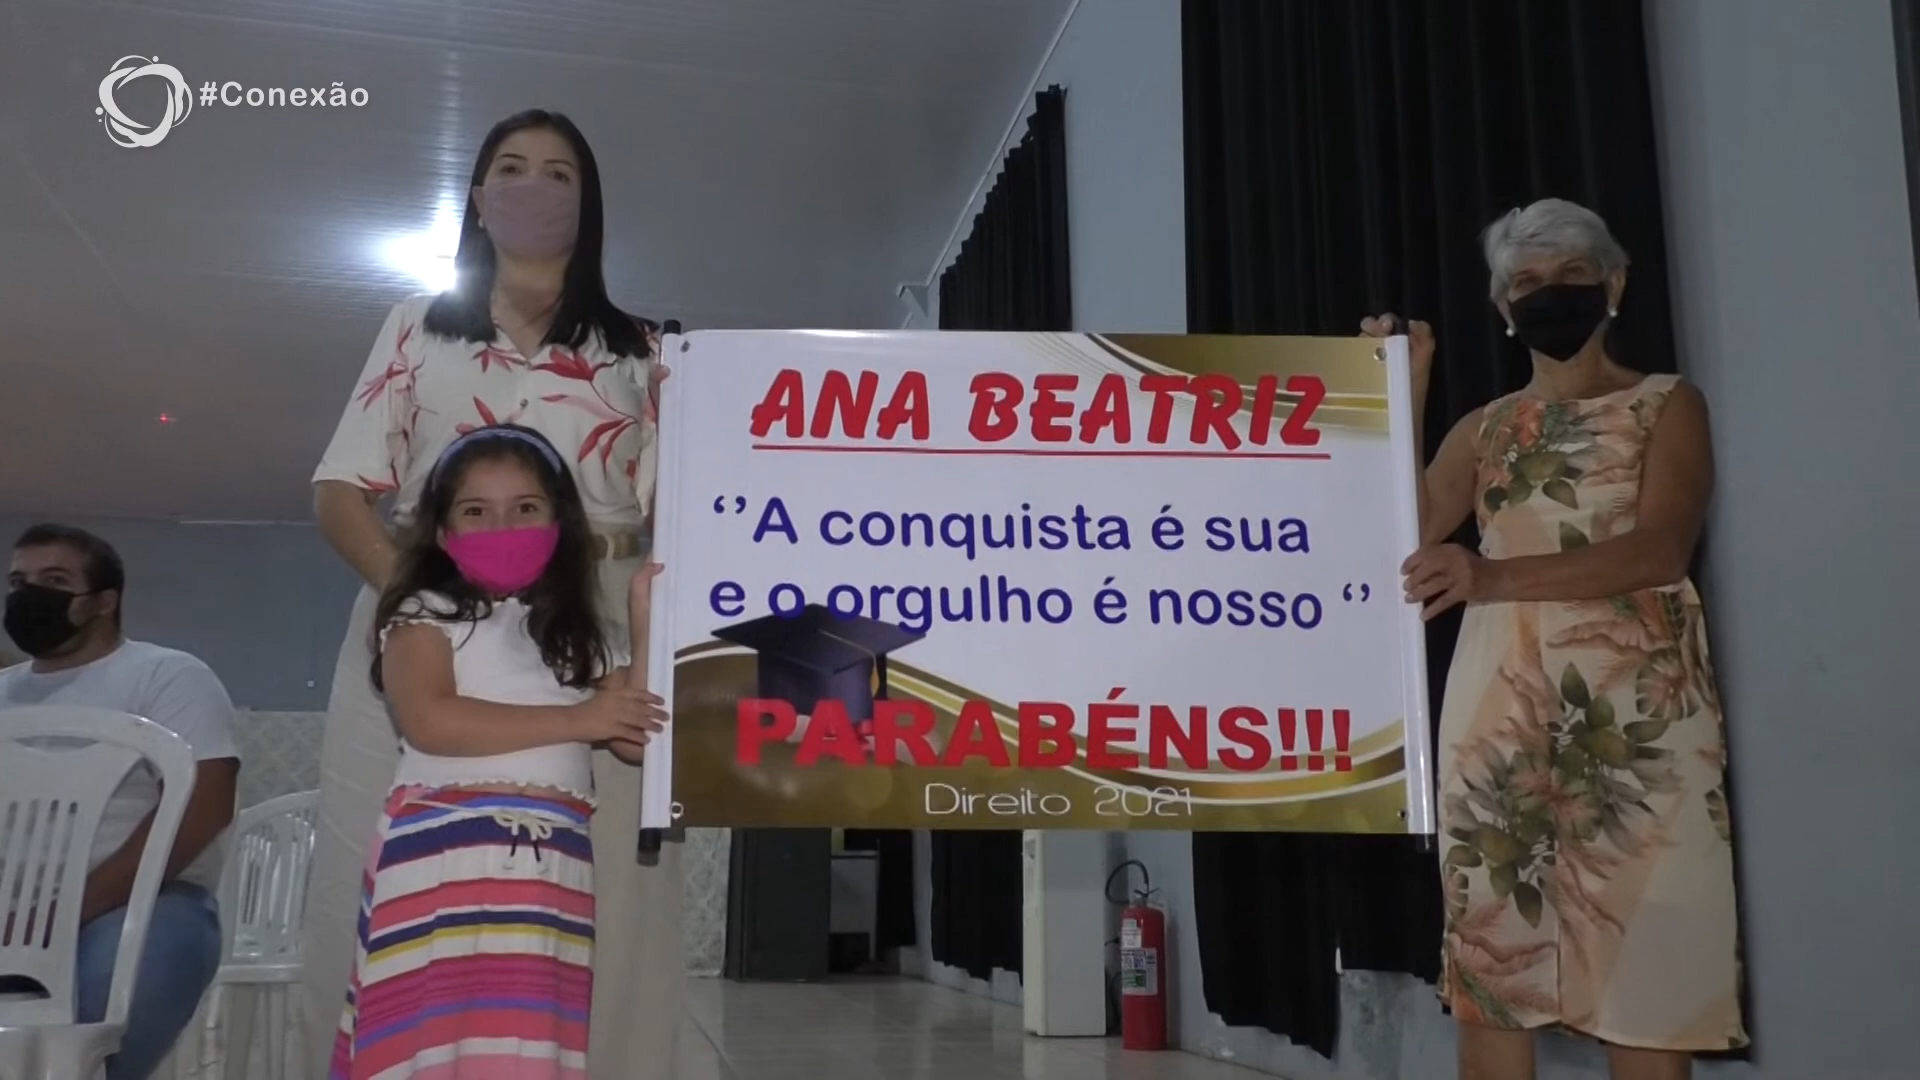 #Conexão
ANA BEATRIZ
‘’A conquista é sua
e o orgulho é nosso ‘’
PARABÉNS!!!
Direito 2021